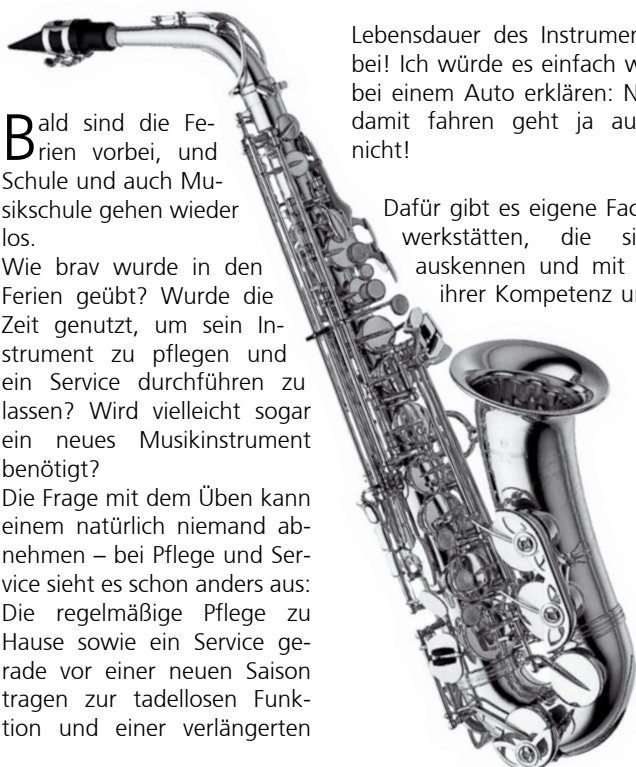 Bald sind die Fe-
rien vorbei, und
Schule und auch Mu-
sikschule gehen wieder
los.
Wie brav wurde in den
Ferien geübt? Wurde die
Zeit genutzt, um sein In-
strument zu pflegen und
ein Service durchführen zu
lassen? Wird vielleicht sogar
ein neues Musikinstrument
benötigt?
Die Frage mit dem Üben kann
einem natürlich niemand ab-
nehmen – bei Pflege und Ser-
vice sieht es schon anders aus:
Die regelmäßige Pflege zu
Hause sowie ein Service ge-
rade vor einer neuen Saison
tragen zur tadellosen Funk-
tion und einer verlängerten
Lebensdauer des Instrumen
bei! Ich würde es einfach w
bei einem Auto erklären: N
damit fahren geht ja au
nicht!
Dafür gibt es eigene Fac
werkstätten, die si
auskennen und mit
ihrer Kompetenz u